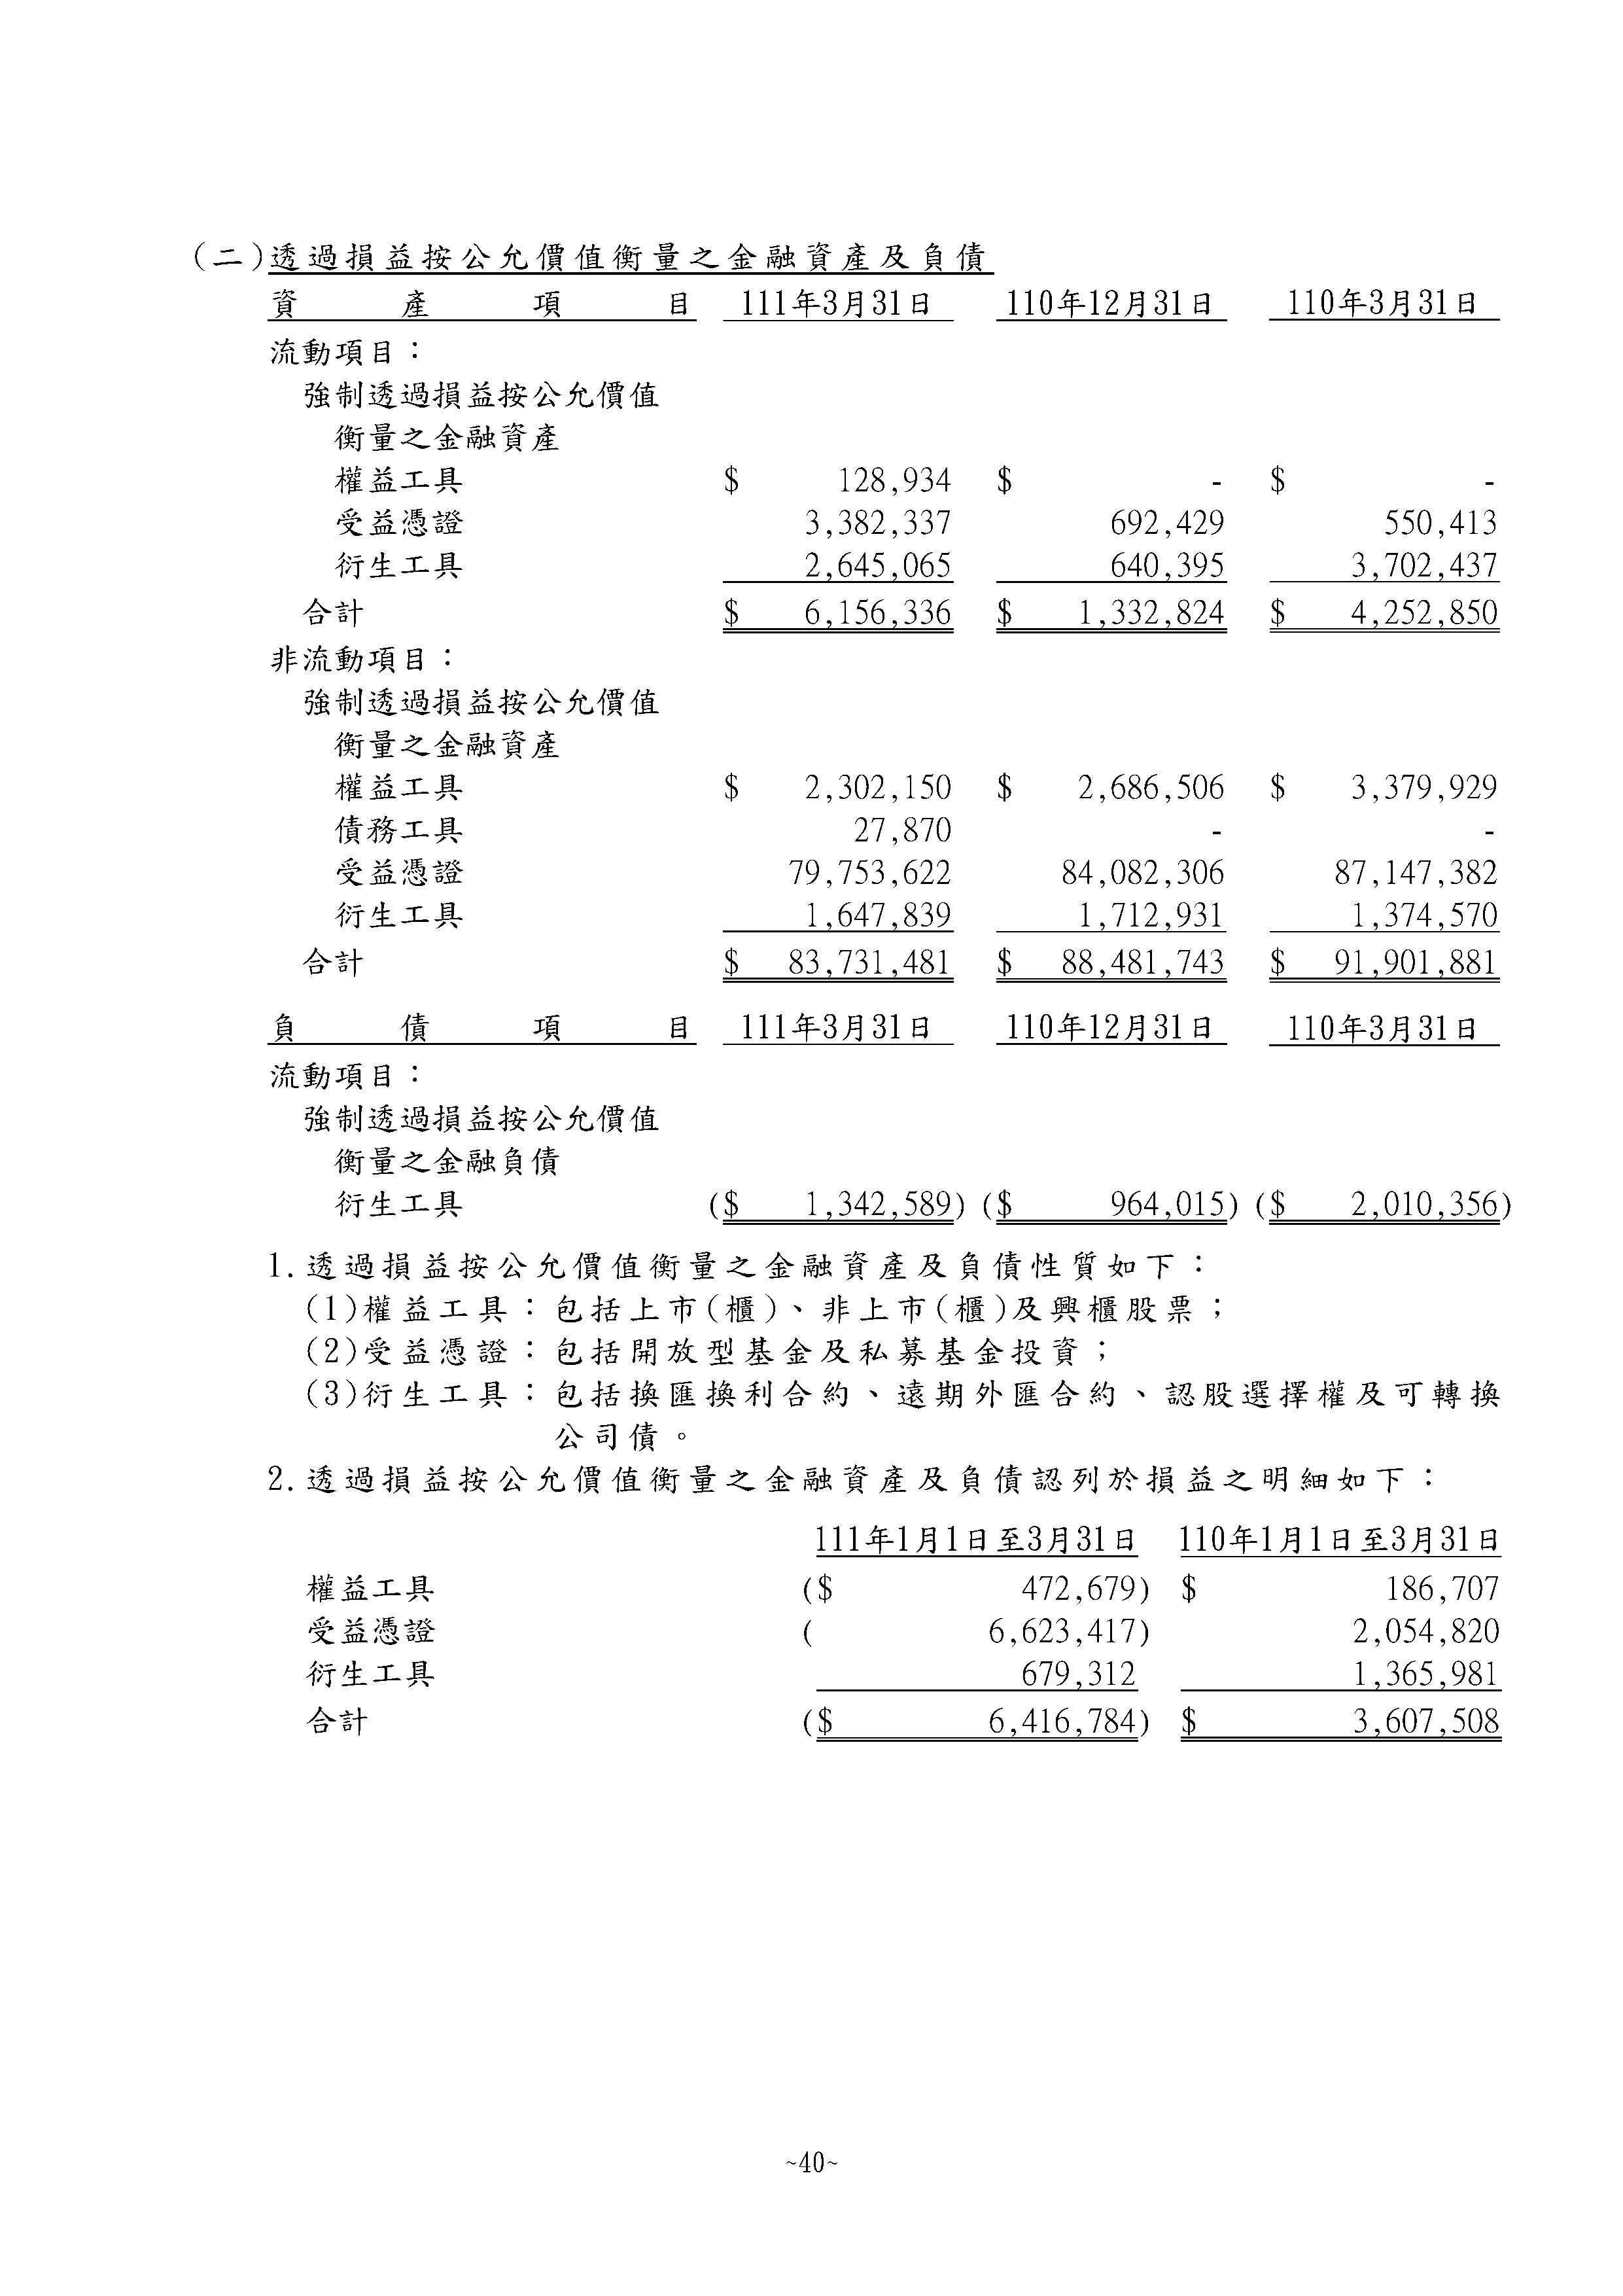 (二)透過損益按公允價值衡量之金融資產及負債
資產項目 111年3月31日 110年12月31日 110年3月31日
流動項目：
強制透過損益按公允價值
衡量之金融資產
權益工具 $ 128,934 $ - $ -
受益憑證 3,382,337 692,429 550,413
衍生工具 2,645,065 640,395 3,702,437
合計 $ 6,156,336 $ 1,332,824 $ 4,252,850
非流動項目：
強制透過損益按公允價值
衡量之金融資產
權益工具 $ 2,302,150 $ 2,686,506 $ 3,379,929
債務工具 27,870 - -
受益憑證 79,753,622 84,082,306 87,147,382
衍生工具 1,647,839 1,712,931 1,374,570
合計 $ 83,731,481 $ 88,481,743 $ 91,901,881
負債項目 111年3月31日 110年12月31日 110年3月31日
流動項目：
強制透過損益按公允價值
衡量之金融負債
衍生工具 ($ 1,342,589) ($ 964,015) ($ 2,010,356)
1.透過損益按公允價值衡量之金融資產及負債性質如下：
(1)權益工具：包括上市(櫃)、非上市(櫃)及興櫃股票；
(2)受益憑證：包括開放型基金及私募基金投資；
(3)衍生工具：包括換匯換利合約、遠期外匯合約、認股選擇權及可轉換
公司債。
2.透過損益按公允價值衡量之金融資產及負債認列於損益之明細如下：
111年1月1日至3月31日 110年1月1日至3月31日
權益工具 ($ 472,679) $ 186,707
受益憑證 ( 6,623,417) 2,054,820
衍生工具 679,312 1,365,981
合計 ($ 6,416,784) $ 3,607,508
~40~